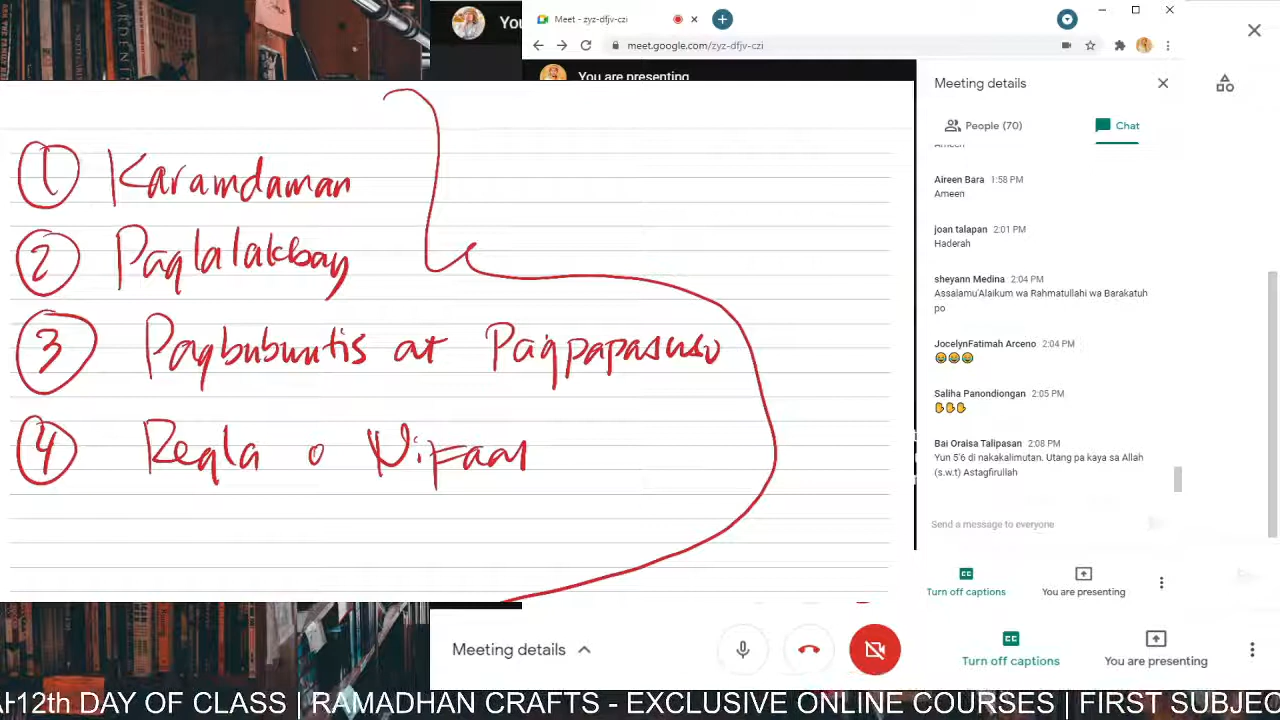 You
Meet - zyz-dfjv-czi
meet.google.com/zyz-dfjv-czi
You are presenting
① Karamdaman
② Paglalakbay
③ Pagbubuntis at Pagpapasuso
④ Regla o Nifaas
Meeting details
People (70)
Chat
Ameen
Aireen Bara 1:58 PM
Ameen
joan talapan 2:01 PM
Haderah
sheyann Medina 2:04 PM
Assaiamu'Alaikum wa Rahmatullahi wa Barakatuh
po
JocelynFatimah Arceno 2:04 PM
😂😂😂
Saliha Panondiongan 2:05 PM
✋✋✋
Bai Oraisa Talipasan 2:08 PM
Yun 5'6 di nakakalimutan. Utang pa kaya sa Allah
(s.w.t) Astagfirullah
Send a message to everyone
Turn off captions
You are presenting
Meeting details
Turn off captions
You are presenting
12th DAY OF CLASS | RAMADHAN CRAFTS - EXCLUSIVE ONLINE COURSES | FIRST SUBJEC